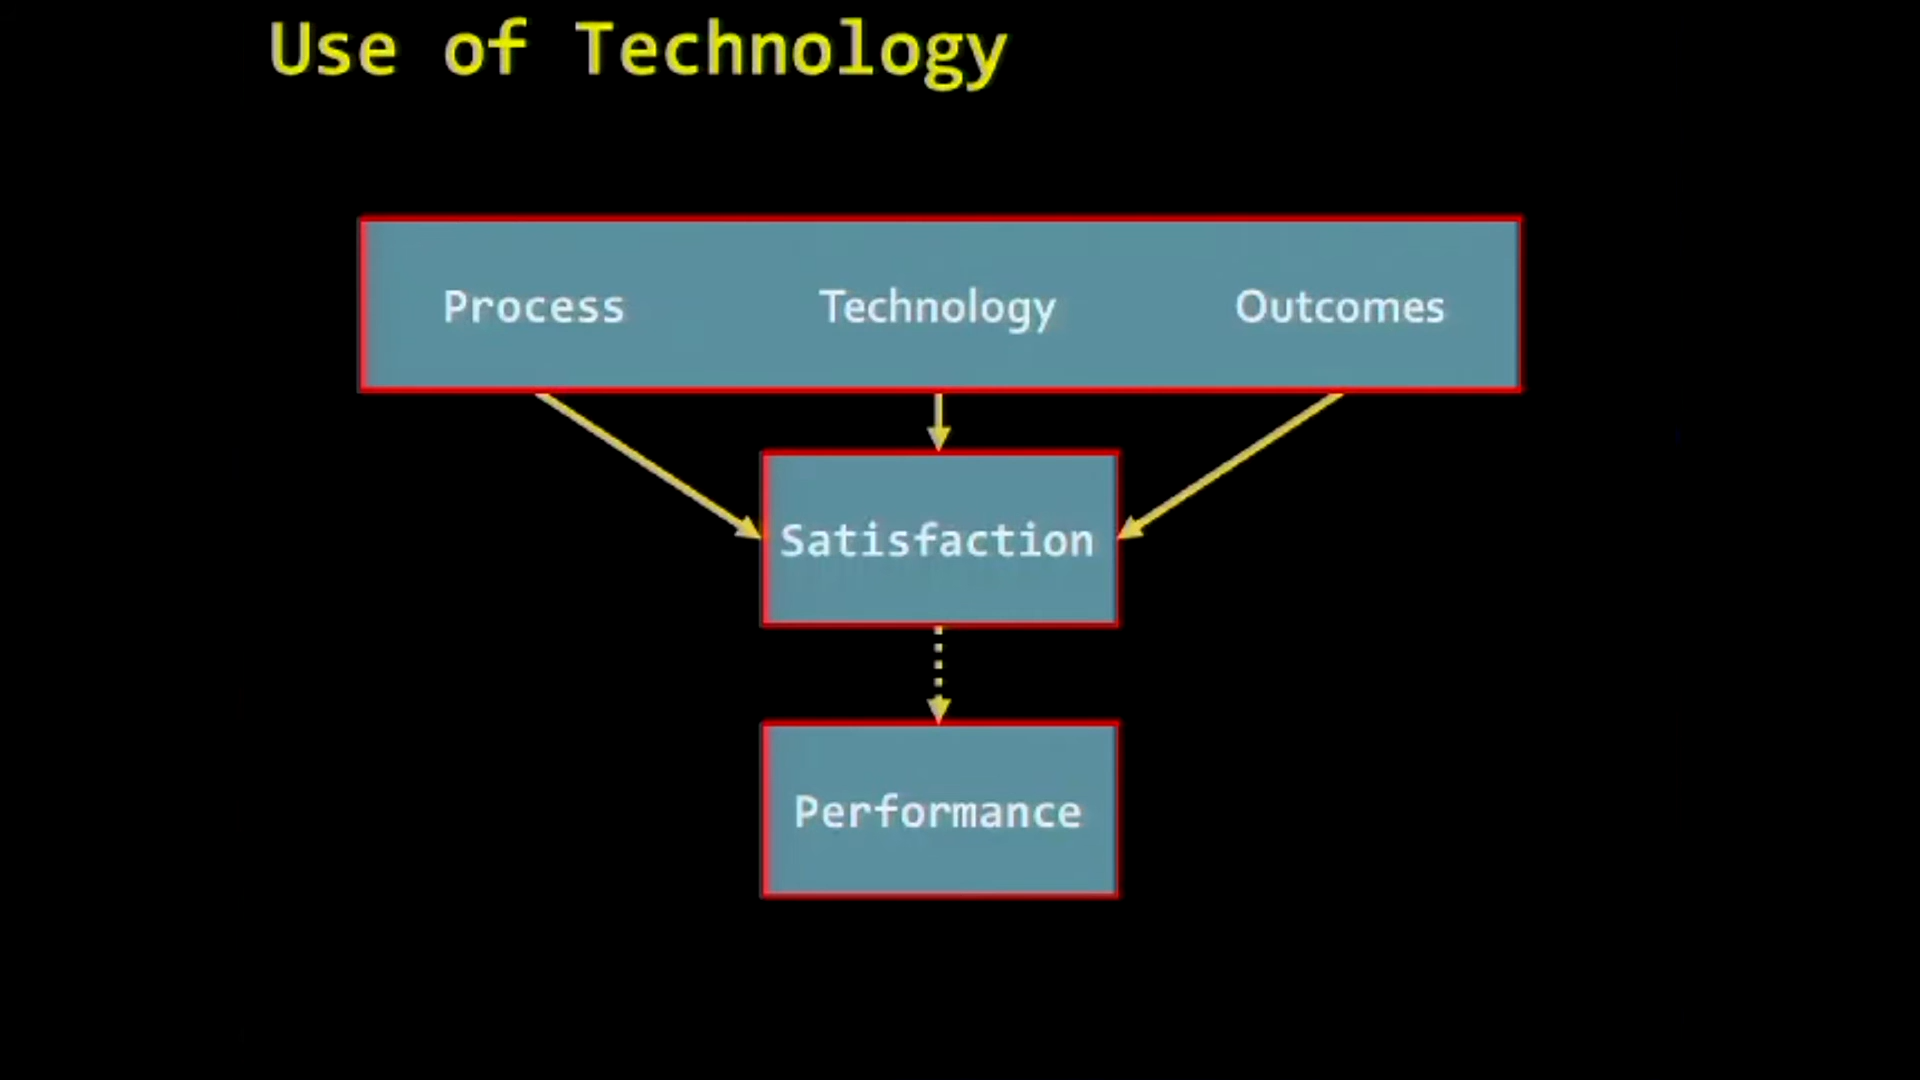 Use of Technology
Process Technology Outcomes
Satisfaction
Performance